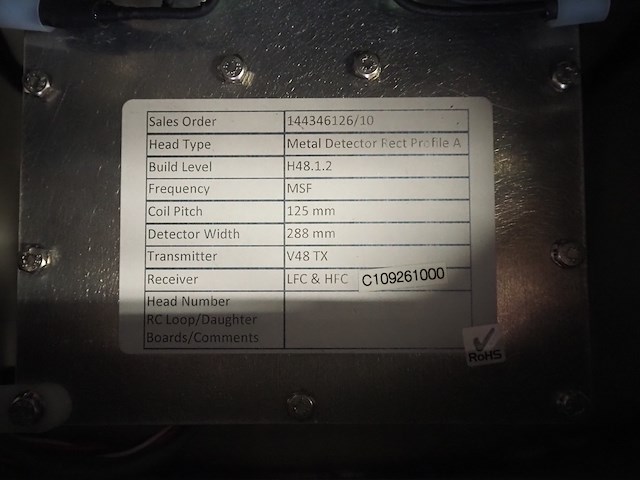 Sales Order 144346126/10
Head Type Metal Detector Rect Profile A
Build Level H48.1.2
Frequency MSF
Coil Pitch 125 mm
Detector Width 288 mm
Transmitter V48 TX
Receiver LFC & HFC C109261000
Head Number
RC Loop/Daughter
Boards/Comments
RoHS